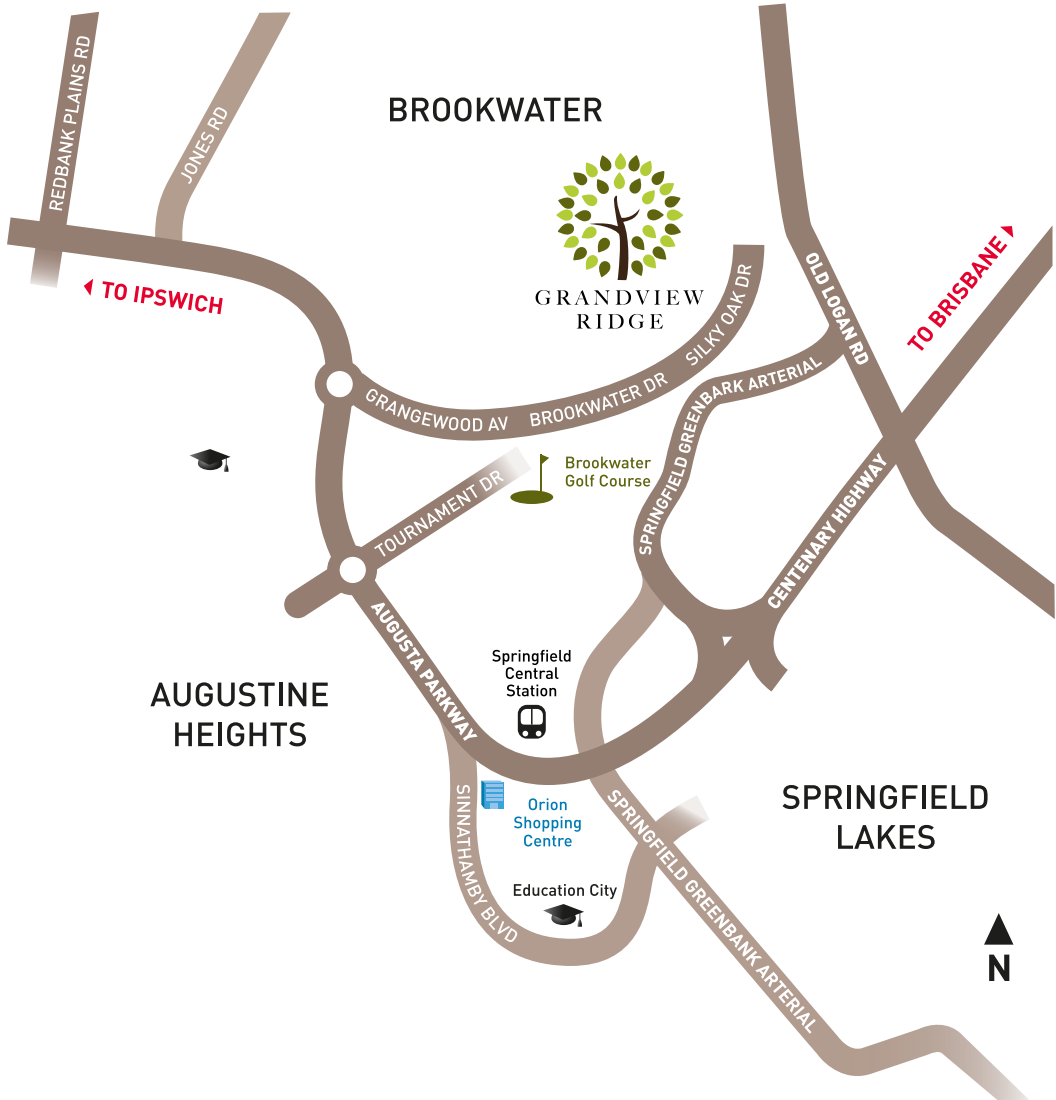 REDBANK PLAINS RD
JONES RD
BROOKWATER
GRANDVIEW
RIDGE
TO IPSWICH
OLD LOGAN RD
TO BRISBANE
GRANGEWOOD AV
BROOKWATER DR
SILKY OAK DR
SPRINGFIELD GREENBARK ARTERIAL
TOURNAMENT DR
Brookwater
Golf Course
CENTENARY HIGHWAY
AUGUSTA PARKWAY
Springfield
Central
Station
AUGUSTINE
HEIGHTS
SINNATHAMBY BLVD
Orion
Shopping
Centre
SPRINGFIELD GREENBANK ARTERIAL
SPRINGFIELD
LAKES
Education City
N